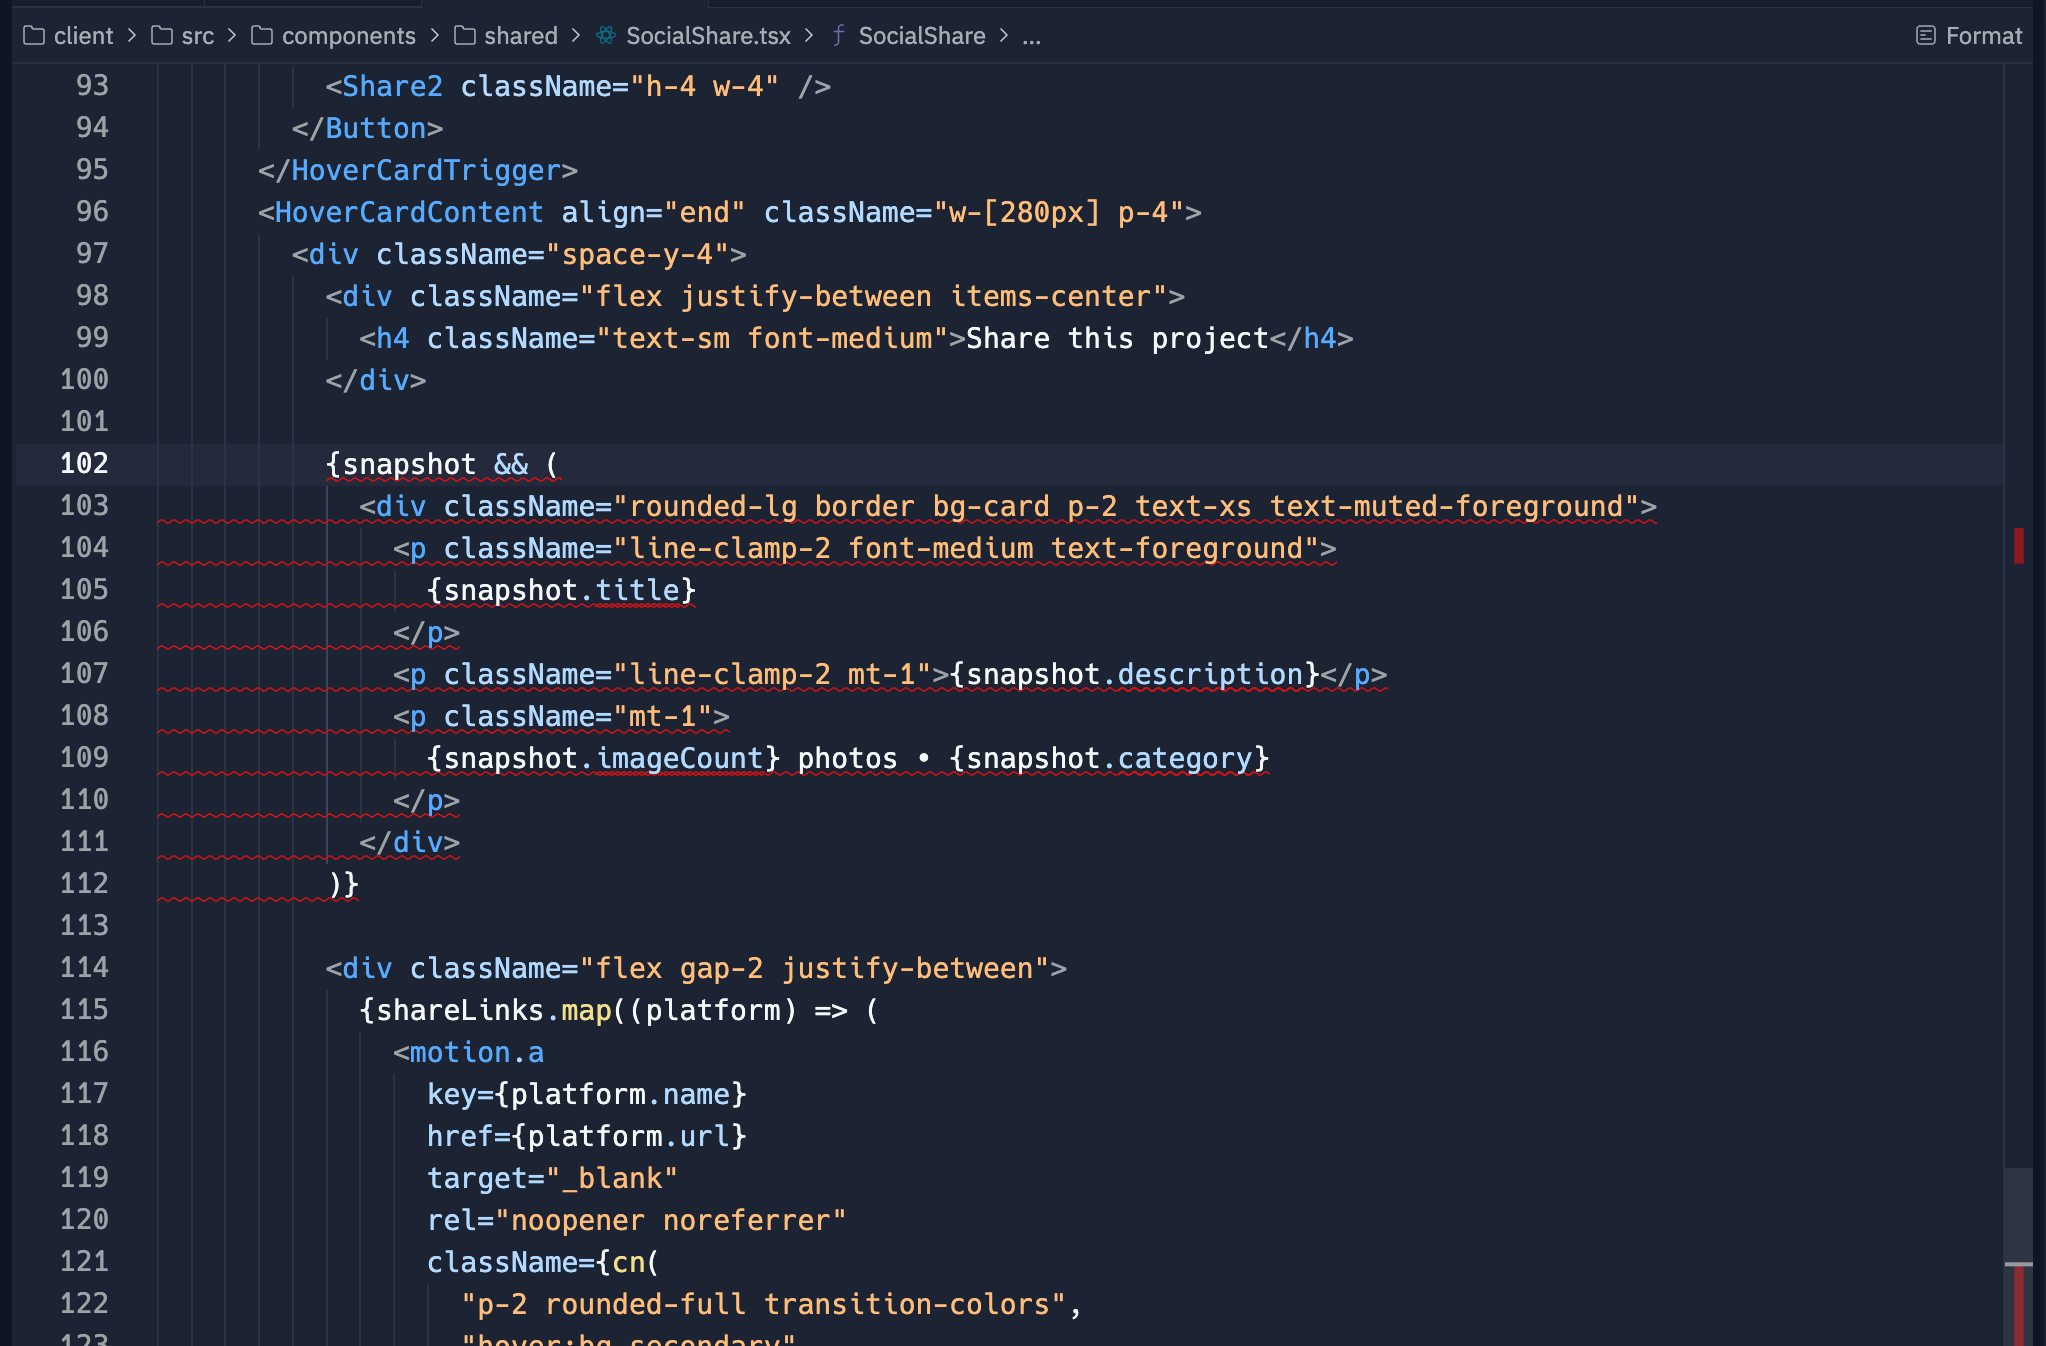 client > src > components > shared > SocialShare.tsx > SocialShare > ... Format
93 <Share2 className="h-4 w-4" />
94 </Button>
95 </HoverCardTrigger>
96 <HoverCardContent align="end" className="w-[280px] p-4">
97 <div className="space-y-4">
98 <div className="flex justify-between items-center">
99 <h4 className="text-sm font-medium">Share this project</h4>
100 </div>
101
102 {snapshot && (
103 <div className="rounded-lg border bg-card p-2 text-xs text-muted-foreground">
104 <p className="line-clamp-2 font-medium text-foreground">
105 {snapshot.title}
106 </p>
107 <p className="line-clamp-2 mt-1">{snapshot.description}</p>
108 <p className="mt-1">
109 {snapshot.imageCount} photos • {snapshot.category}
110 </p>
111 </div>
112 )}
113
114 <div className="flex gap-2 justify-between">
115 {shareLinks.map((platform) => (
116 <motion.a
117 key={platform.name}
118 href={platform.url}
119 target="_blank"
120 rel="noopener noreferrer"
121 className={cn(
122 "p-2 rounded-full transition-colors",
123 "hover:bg-secondary"